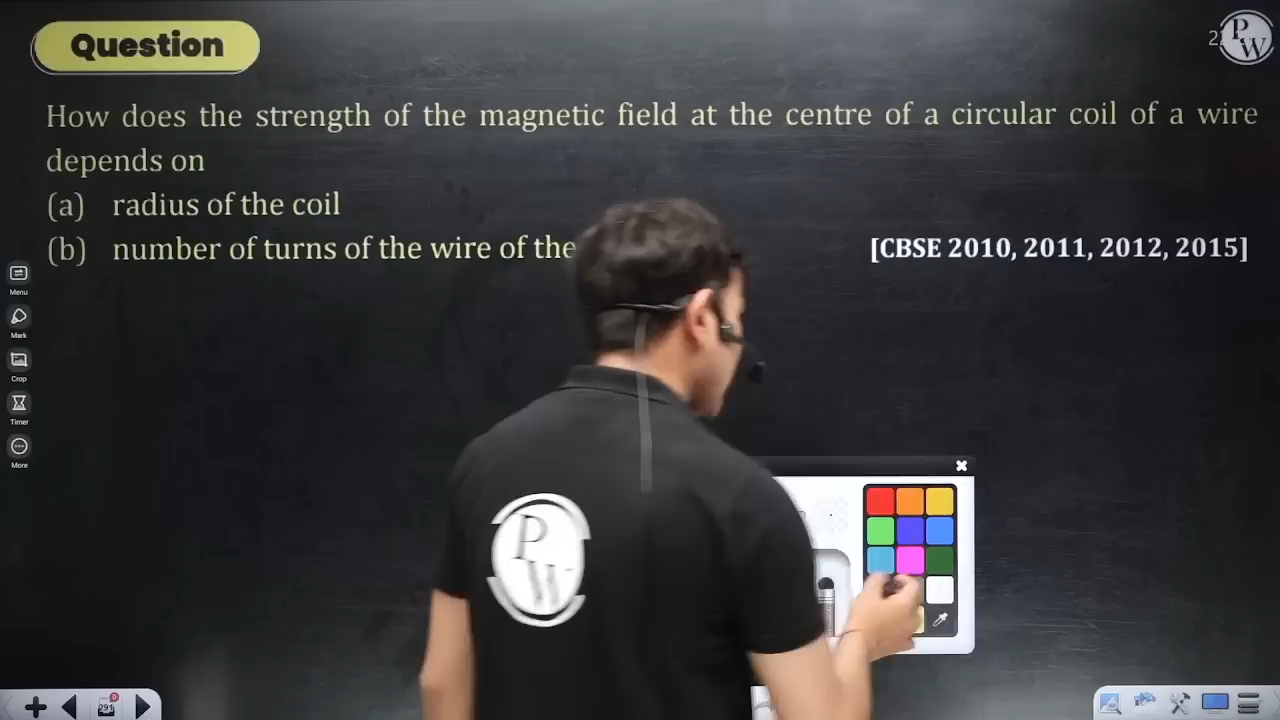 Question
How does the strength of the magnetic field at the centre of a circular coil of a wire
depends on
(a) radius of the coil
(b) number of turns of the wire of the
[CBSE 2010, 2011, 2012, 2015]
PW
Menu
Mark
Crop
Timer
More
PW
291